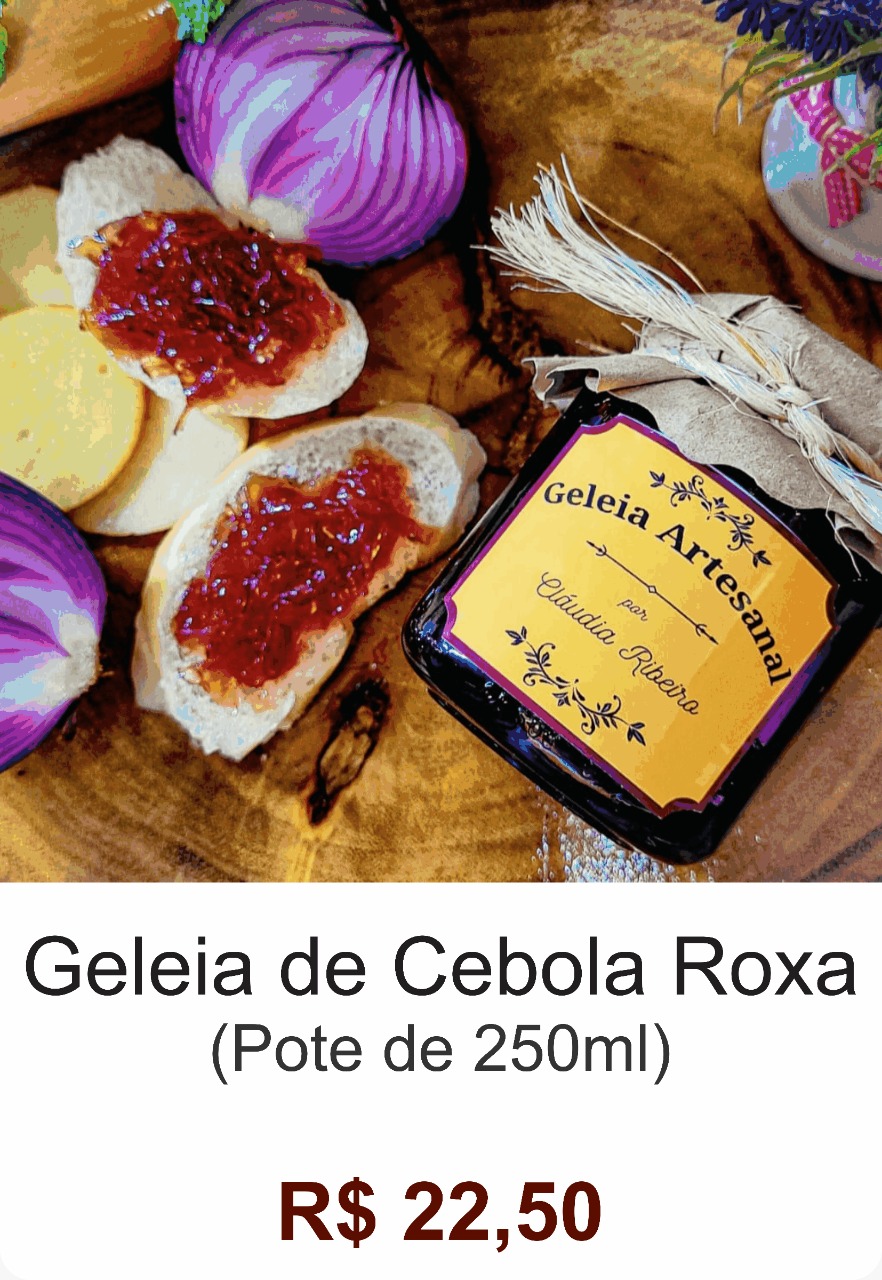 Geleia Artesanal
por
Cláudia Ribeiro
Geleia de Cebola Roxa
(Pote de 250ml)
R$ 22,50